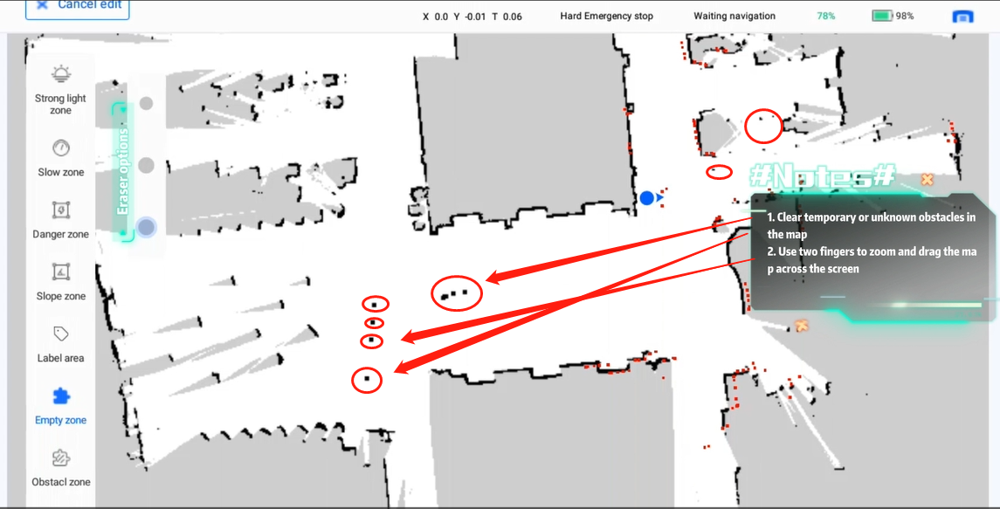 Cancel edit
X 0.0 Y -0.01 T 0.06
Hard Emergency stop
Waiting navigation
78%
98%
Strong light
zone
Slow zone
Danger zone
Slope zone
Label area
Empty zone
Obstacl zone
Eraser options
#Notes#
1. Clear temporary or unknown obstacles in
the map
2. Use two fingers to zoom and drag the ma
p across the screen